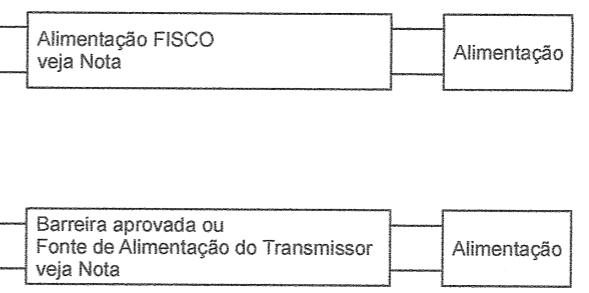 Alimentação FISCO
veja Nota
Alimentação
Barreira aprovada ou
Fonte de Alimentação do Transmissor
veja Nota
Alimentação